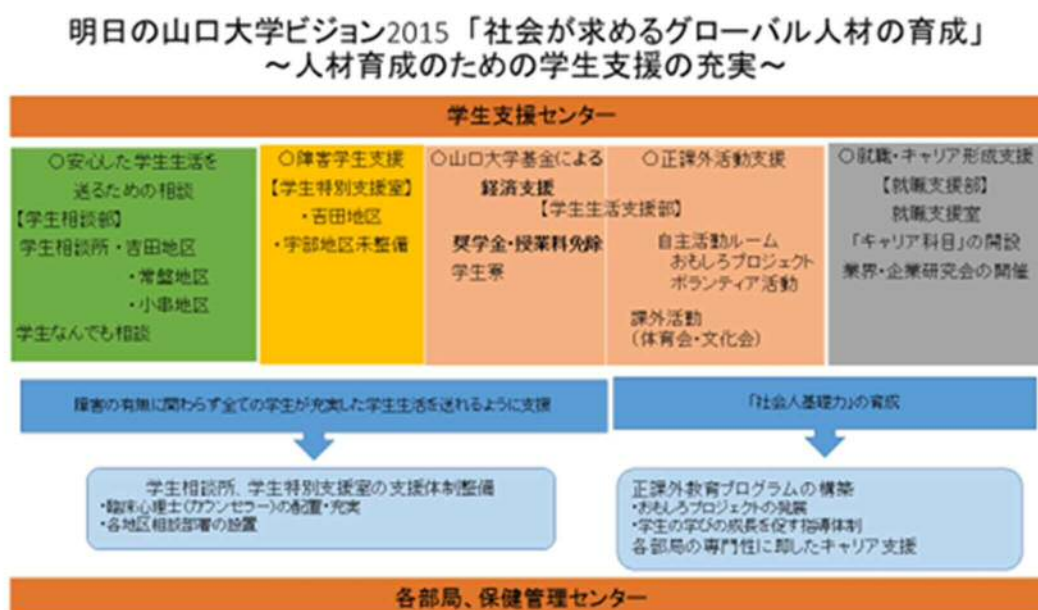 明日の山口大学ビジョン2015「社会が求めるグローバル人材の育成」
～人材育成のための学生支援の充実～
学生支援センター
○安心した学生生活を
送るための相談
【学生相談部】
学生相談所・吉田地区
・常盤地区
・小串地区
学生なんでも相談
○障害学生支援
【学生特別支援室】
・吉田地区
・宇部地区未整備
○山口大学基金による
経済支援
○正課外活動支援
【学生生活支援部】
奨学金・授業料免除
学生寮
自主活動ルーム
おもしろプロジェクト
ボランティア活動
課外活動
（体育会・文化会）
○就職・キャリア形成支援
【就職支援部】
就職支援室
「キャリア科目」の開設
業界・企業研究会の開催
障害の有無に関わらず全ての学生が充実した学生生活を送れるように支援
「社会人基礎力」の育成
学生相談所、学生特別支援室の支援体制整備
・臨床心理士（カウンセラー）の配置・充実
・各地区相談部署の設置
正課外教育プログラムの構築
・おもしろプロジェクトの発展
・学生の学びの成長を促す指導体制
各部局の専門性に即したキャリア支援
各部局、保健管理センター